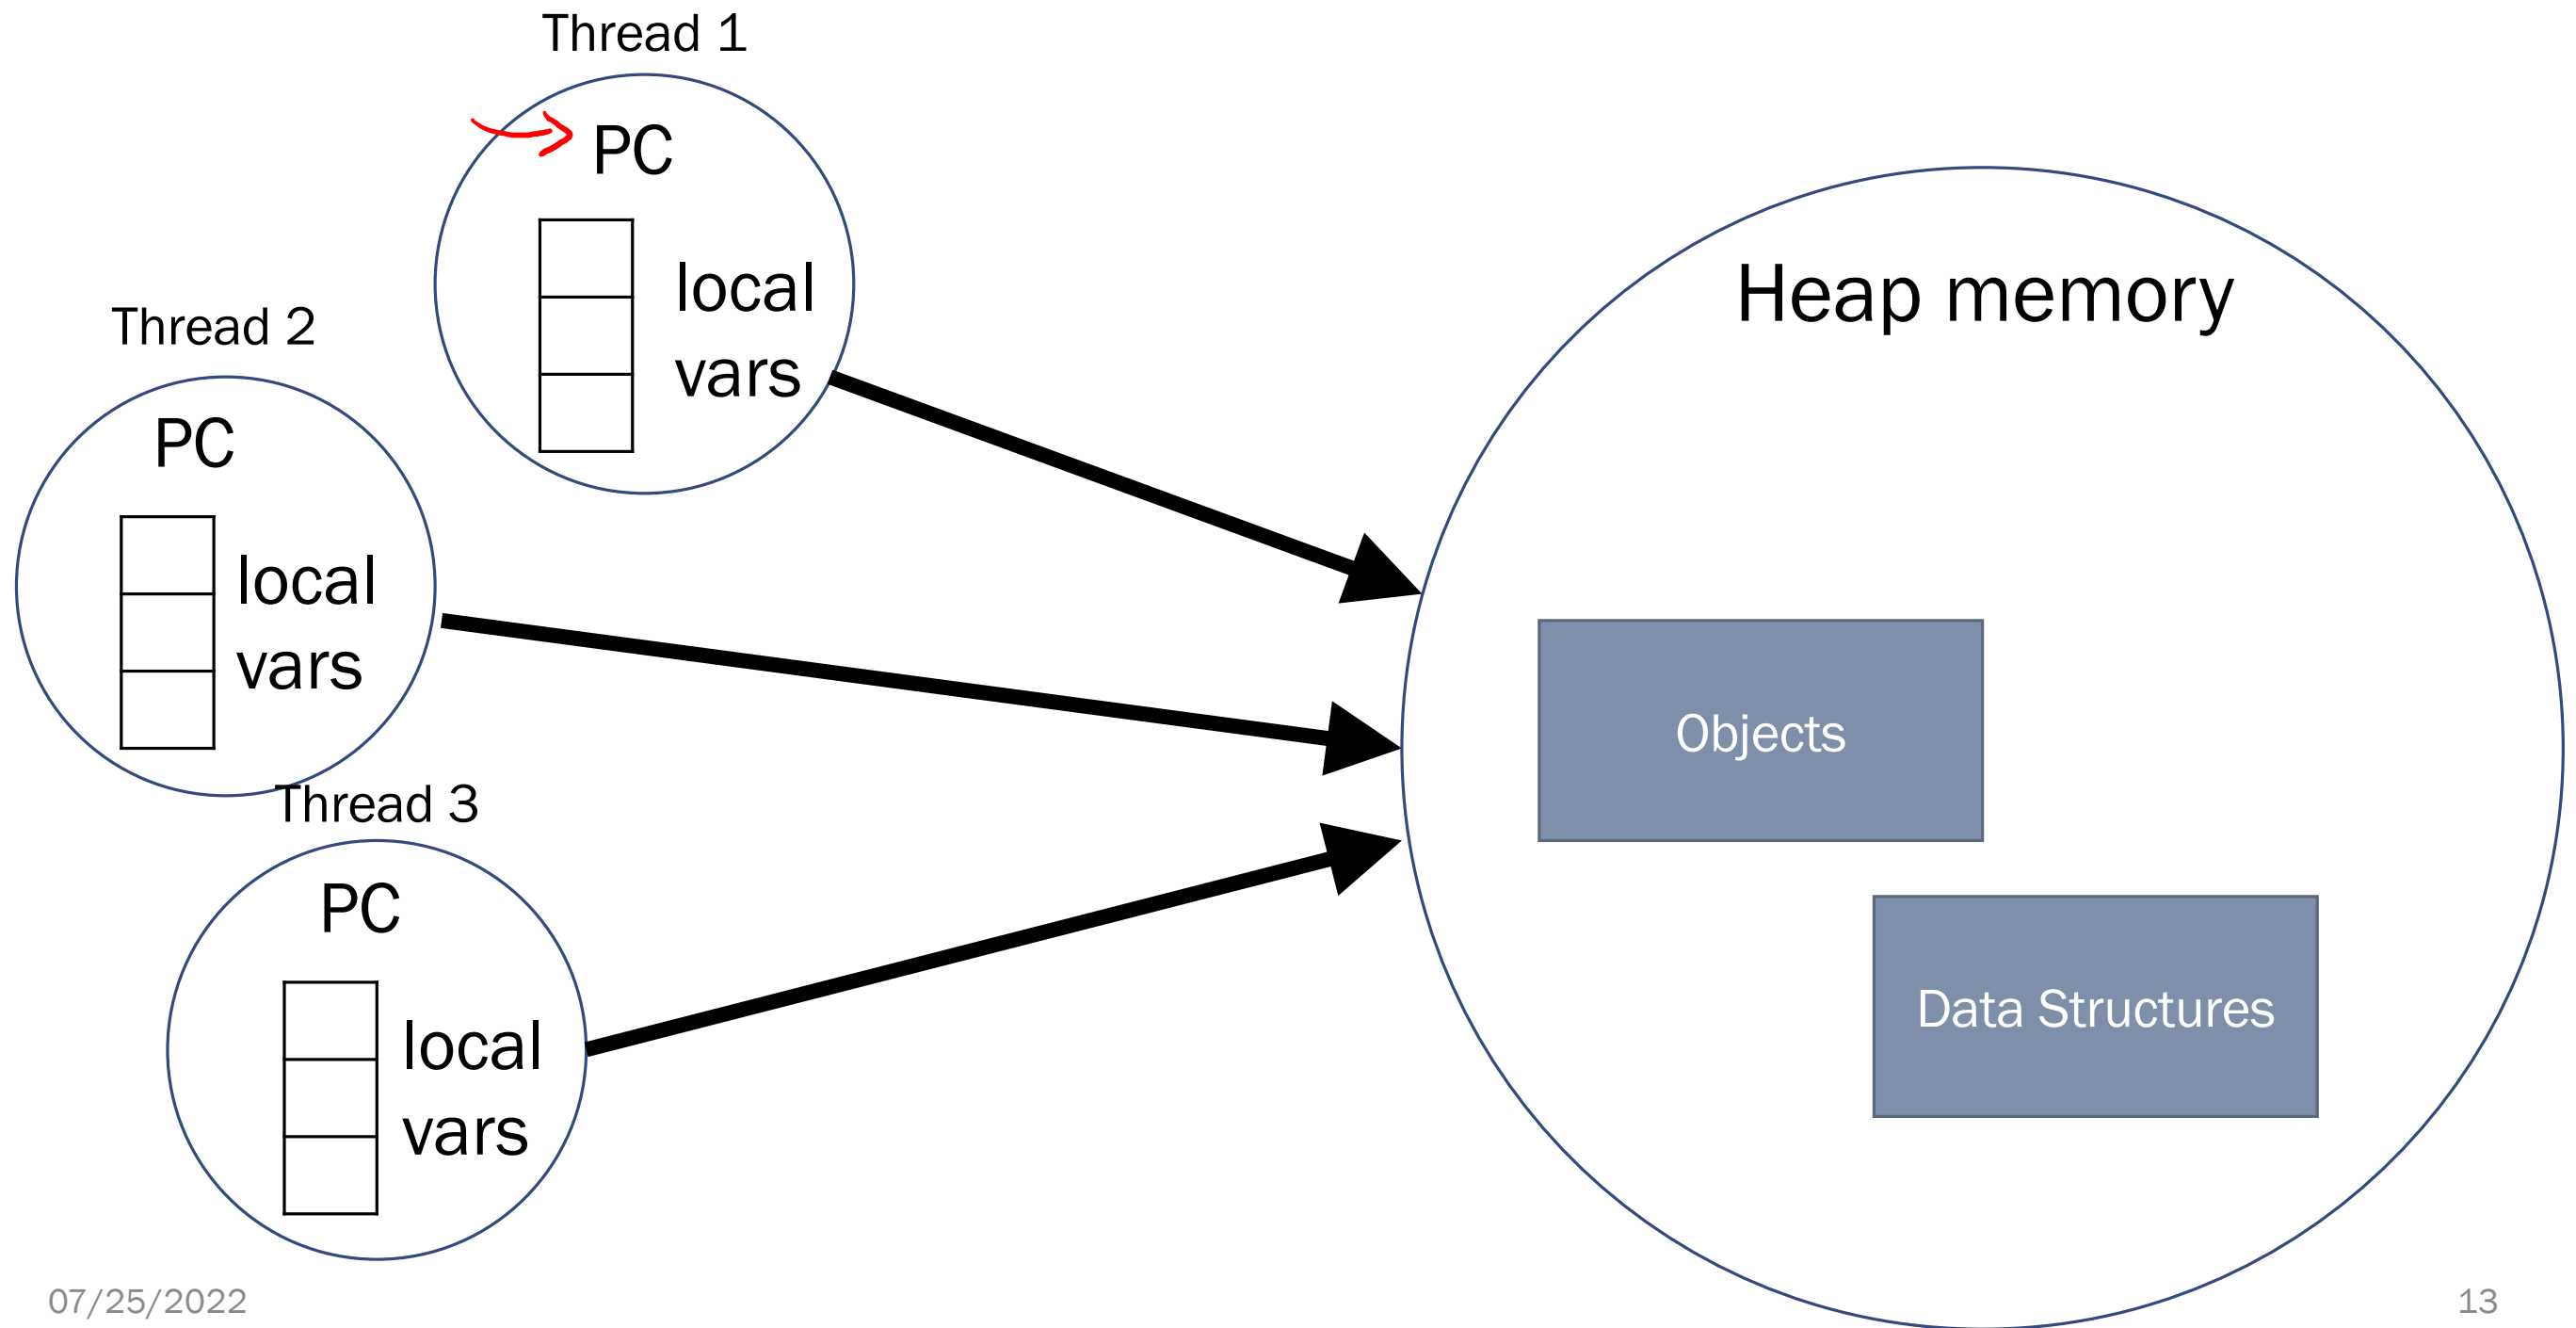 Thread 1
PC
local
vars
Thread 2
PC
local
vars
Thread 3
PC
local
vars
Heap memory
Objects
Data Structures
07/25/2022
13